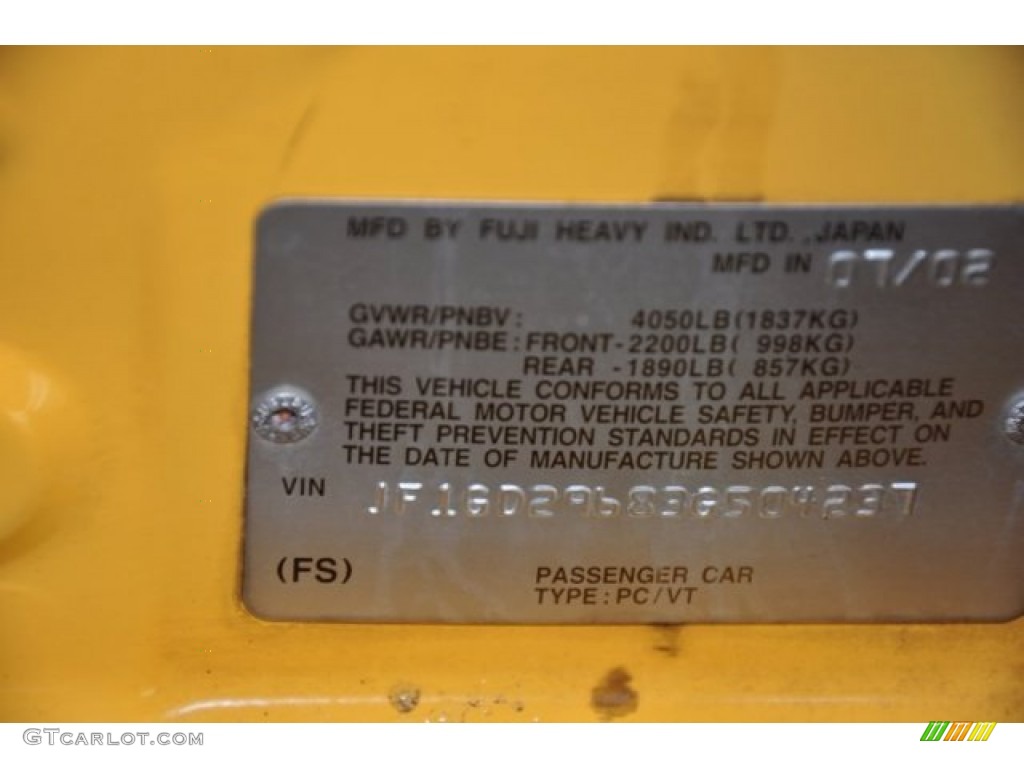 MFD BY FUJI HEAVY IND. LTD., JAPAN
MFD IN 07/02
GVWR/PNBV: 4050LB(1837KG)
GAWR/PNBE: FRONT-2200LB( 998KG)
REAR -1890LB( 857KG)
THIS VEHICLE CONFORMS TO ALL APPLICABLE
FEDERAL MOTOR VEHICLE SAFETY, BUMPER, AND
THEFT PREVENTION STANDARDS IN EFFECT ON
THE DATE OF MANUFACTURE SHOWN ABOVE.
VIN JF1GD29683G504237
(FS)
PASSENGER CAR
TYPE: PC/VT
GTCARLOT.COM